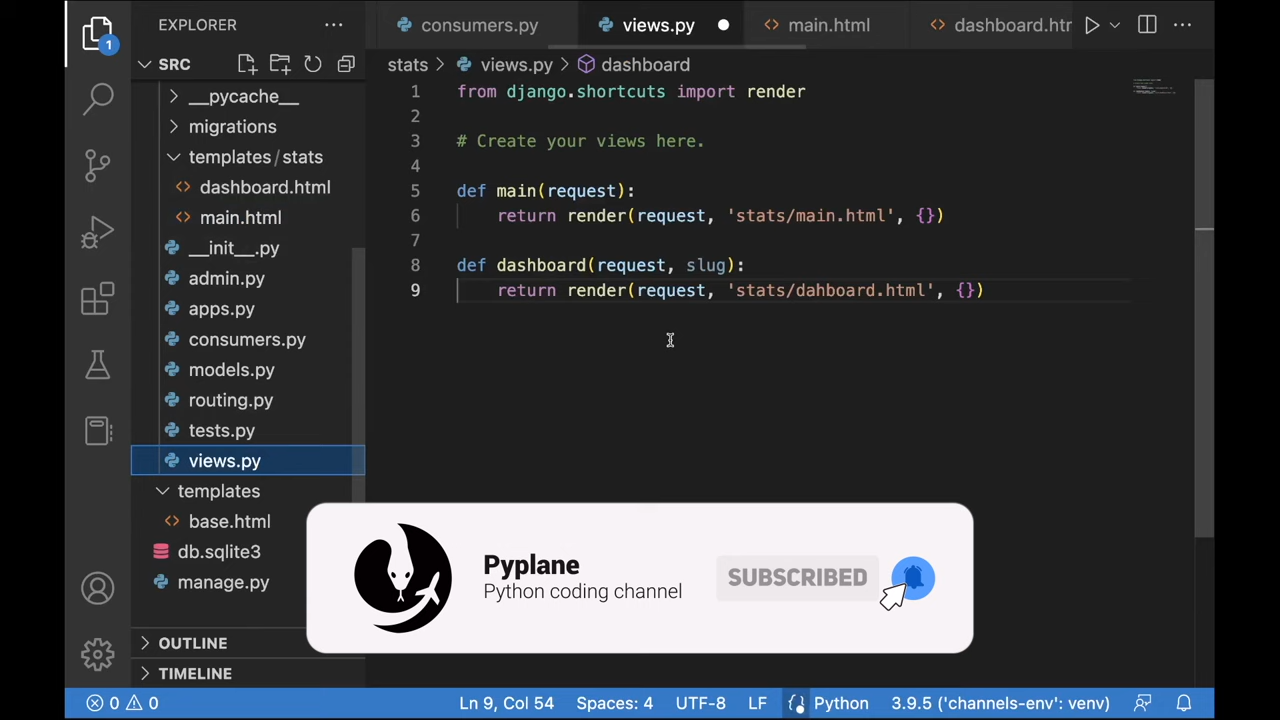 EXPLORER
1
SRC
__pycache__
migrations
templates/stats
dashboard.html
main.html
__init__.py
admin.py
apps.py
consumers.py
models.py
routing.py
tests.py
views.py
templates
base.html
db.sqlite3
manage.py
OUTLINE
TIMELINE
consumers.py
views.py
main.html
dashboard.htm
stats > views.py > dashboard
1 from django.shortcuts import render
2
3 # Create your views here.
4
5 def main(request):
6 return render(request, 'stats/main.html', {})
7
8 def dashboard(request, slug):
9 return render(request, 'stats/dahboard.html', {})
Pyplane
Python coding channel
SUBSCRIBED
0 0
Ln 9, Col 54
Spaces: 4
UTF-8
LF
Python
3.9.5 ('channels-env': venv)